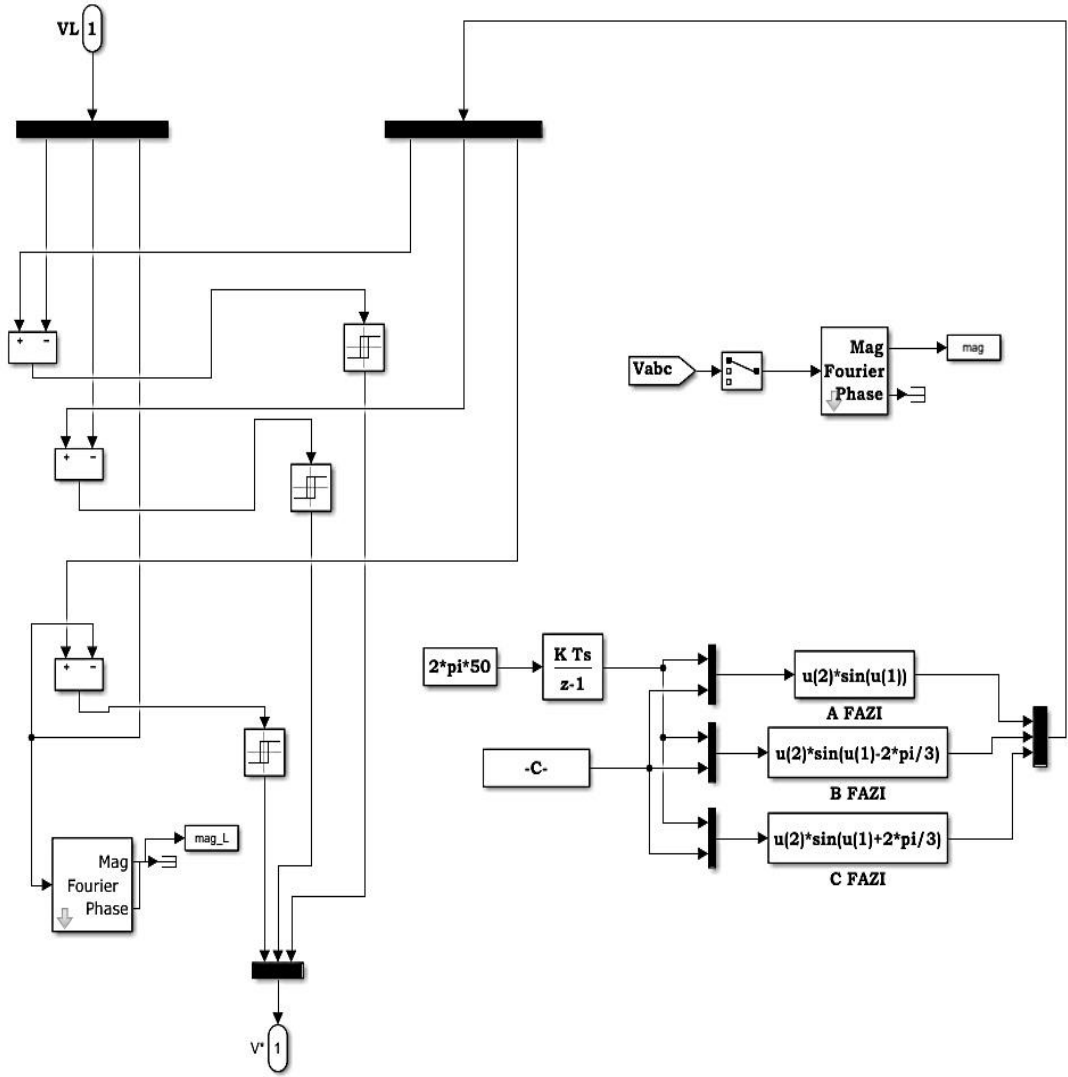 VL 1
+ −
+ −
Vabc
Mag
Fourier
Phase
mag
+ −
2*pi*50
K Ts
z-1
-C-
u(2)*sin(u(1))
A FAZI
u(2)*sin(u(1)-2*pi/3)
B FAZI
u(2)*sin(u(1)+2*pi/3)
C FAZI
mag_L
Mag
Fourier
Phase
V* 1